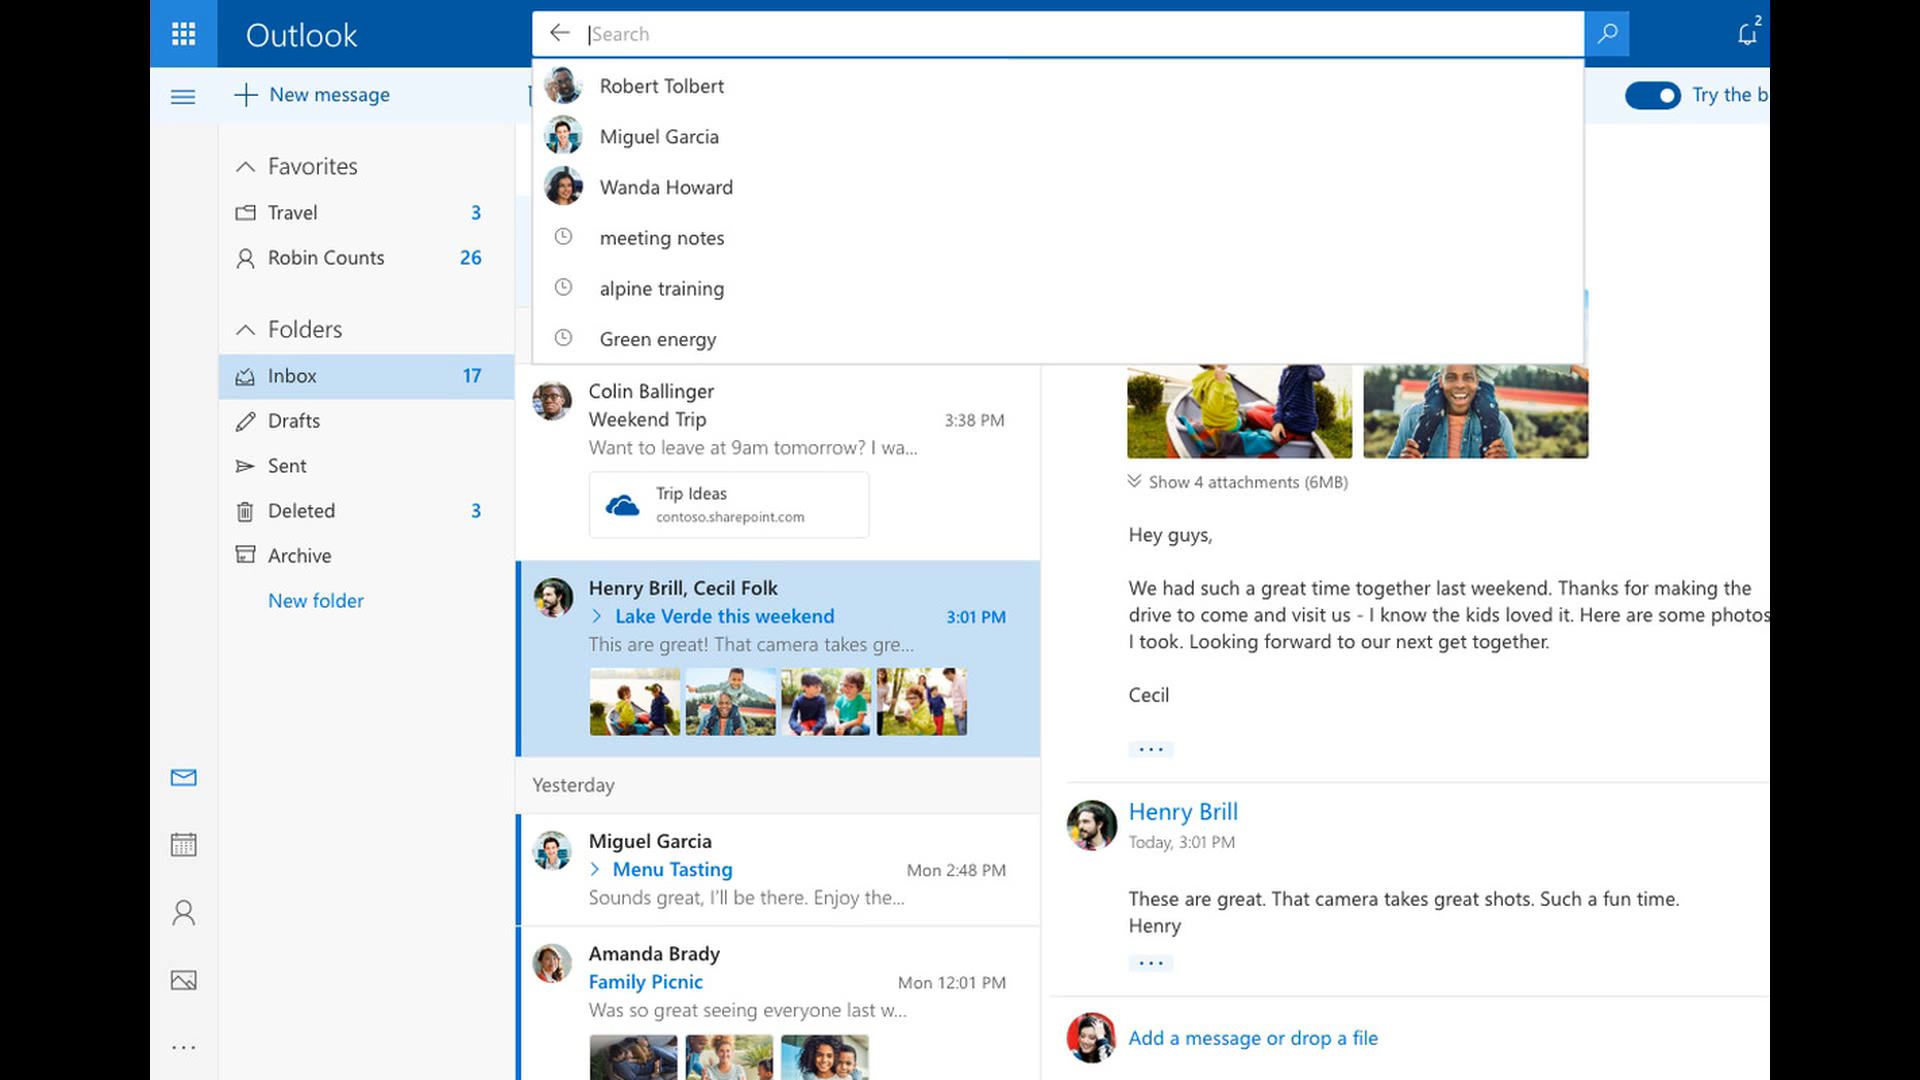 Outlook
Search
2
New message
Try the b
Robert Tolbert
Miguel Garcia
Wanda Howard
meeting notes
alpine training
Green energy
Favorites
Travel 3
Robin Counts 26
Folders
Inbox 17
Drafts
Sent
Deleted 3
Archive
New folder
Colin Ballinger
Weekend Trip 3:38 PM
Want to leave at 9am tomorrow? I wa...
Trip Ideas
contoso.sharepoint.com
Henry Brill, Cecil Folk
Lake Verde this weekend 3:01 PM
This are great! That camera takes gre...
Yesterday
Miguel Garcia
Menu Tasting Mon 2:48 PM
Sounds great, I'll be there. Enjoy the...
Amanda Brady
Family Picnic Mon 12:01 PM
Was so great seeing everyone last w...
Show 4 attachments (6MB)
Hey guys,
We had such a great time together last weekend. Thanks for making the
drive to come and visit us - I know the kids loved it. Here are some photos
I took. Looking forward to our next get together.
Cecil
Henry Brill
Today, 3:01 PM
These are great. That camera takes great shots. Such a fun time.
Henry
Add a message or drop a file